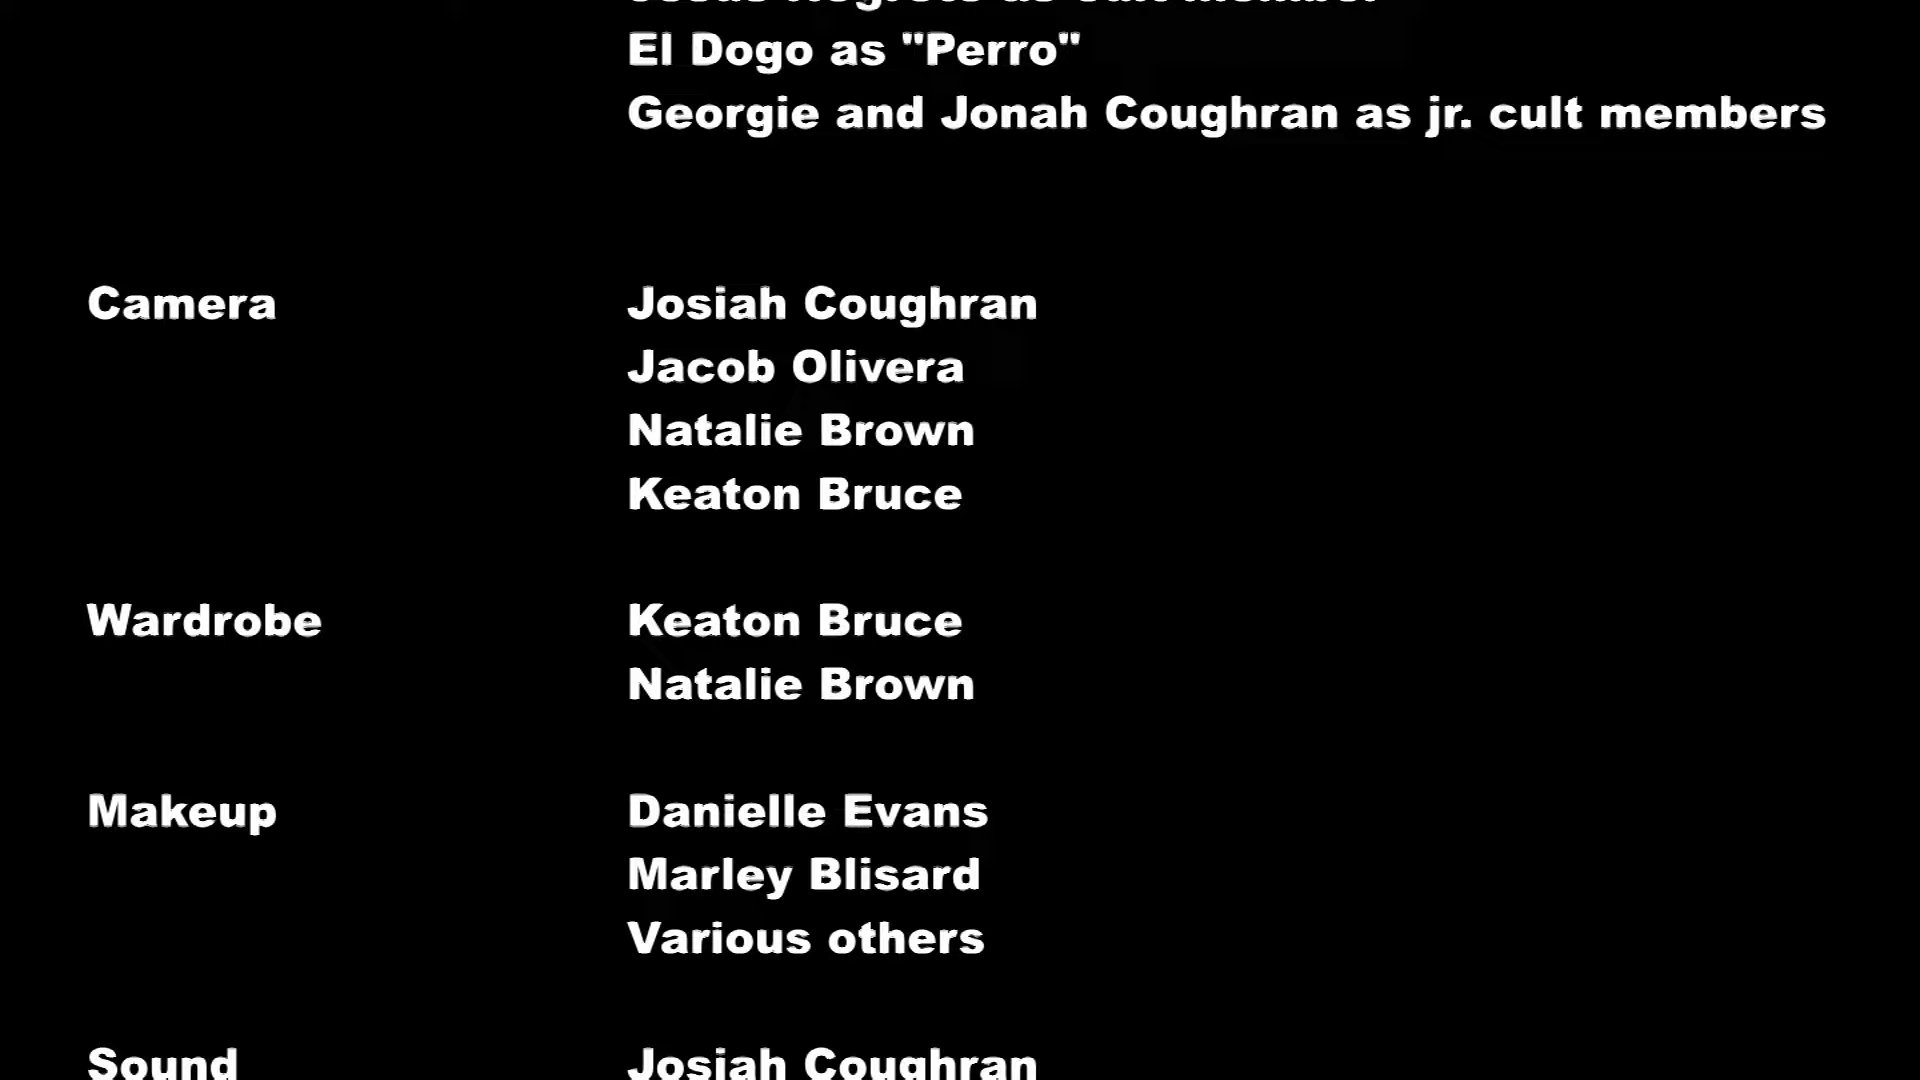 El Dogo as "Perro"
Georgie and Jonah Coughran as jr. cult members
Camera Josiah Coughran
Jacob Olivera
Natalie Brown
Keaton Bruce
Wardrobe Keaton Bruce
Natalie Brown
Makeup Danielle Evans
Marley Blisard
Various others
Sound Josiah Coughran